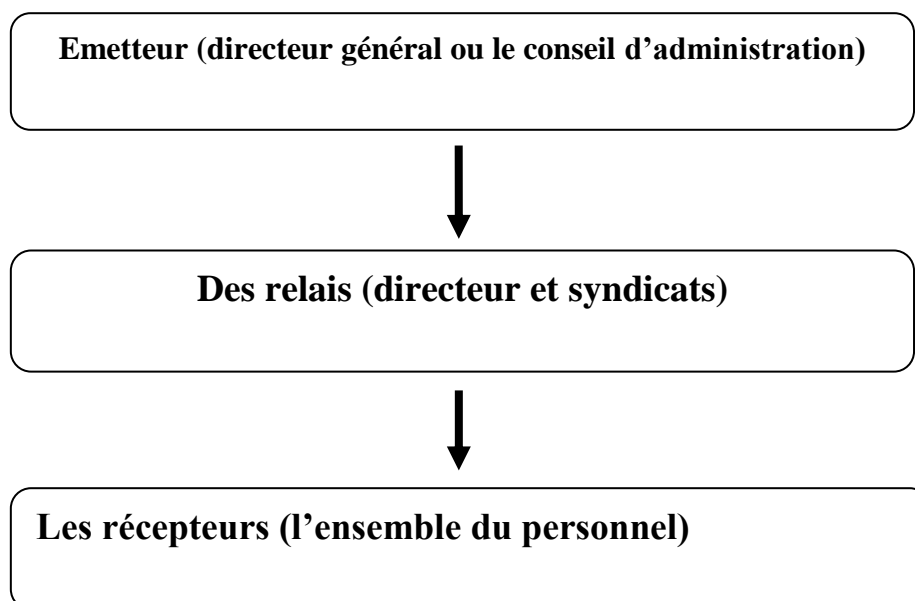 Emetteur (directeur général ou le conseil d’administration)
Des relais (directeur et syndicats)
Les récepteurs (l’ensemble du personnel)